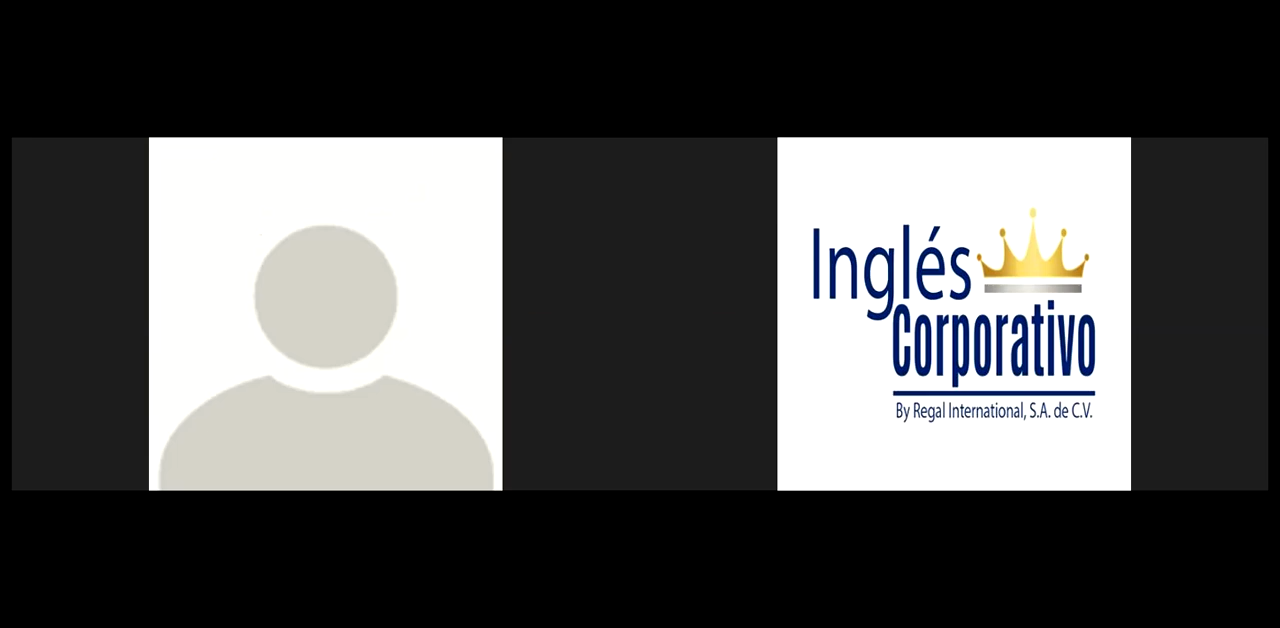 Inglés
Corporativo
By Regal International, S.A. de C.V.